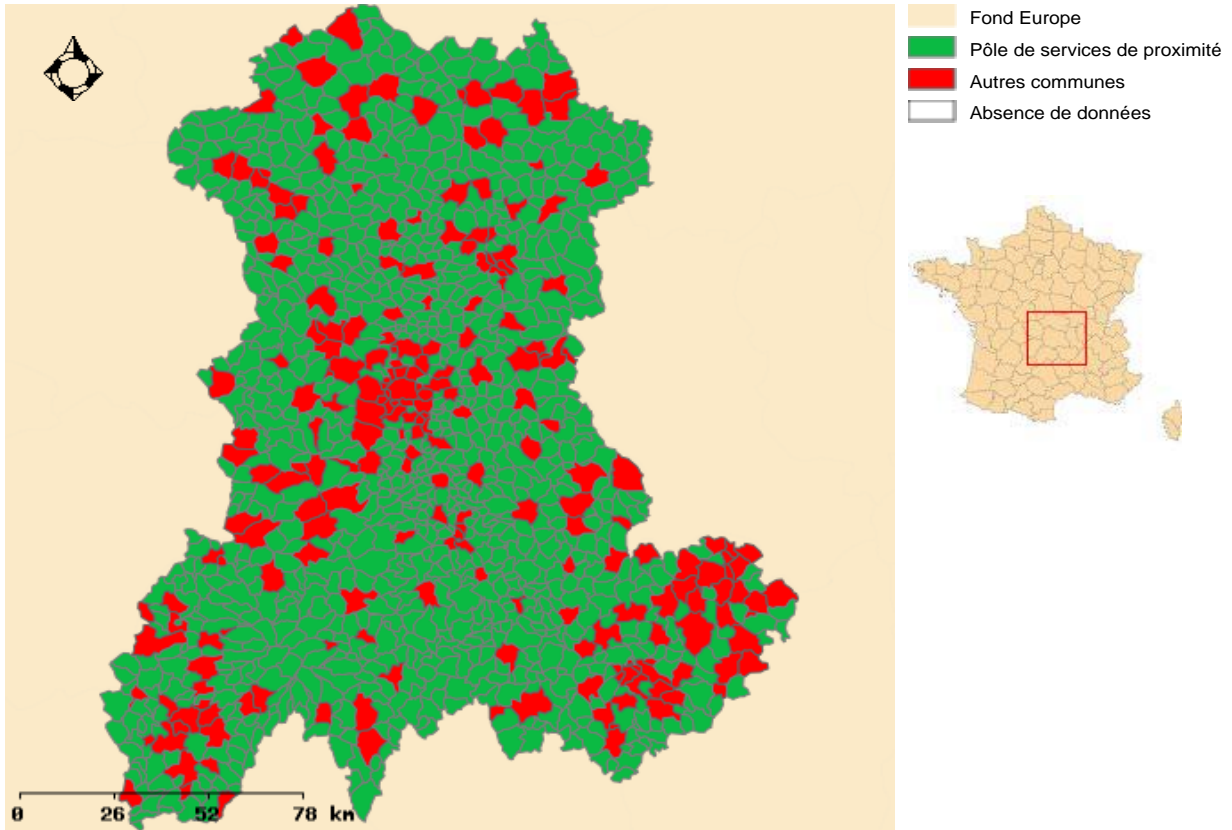 Fond Europe
Pôle de services de proximité
Autres communes
Absence de données
0 26 52 78 km